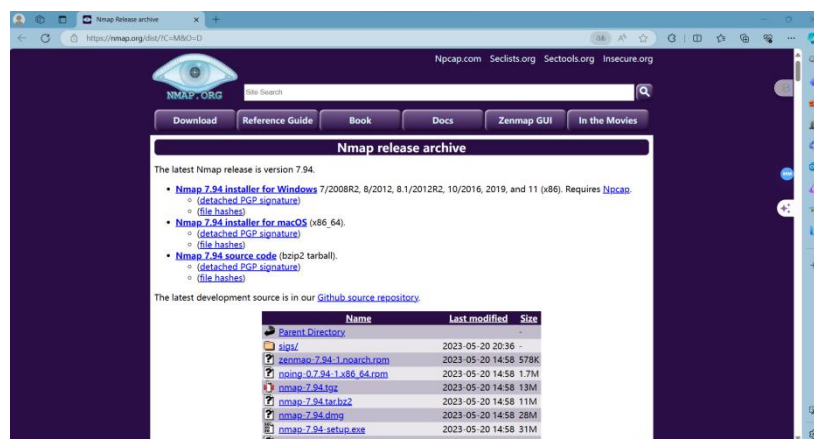 Nmap Release archive
https://nmap.org/dist/?C=M&O=D
Npcap.com Seclists.org Sectools.org Insecure.org
NMAP.ORG
Site Search
Download Reference Guide Book Docs Zenmap GUI In the Movies
Nmap release archive
The latest Nmap release is version 7.94.
Nmap 7.94 installer for Windows 7/2008R2, 8/2012, 8.1/2012R2, 10/2016, 2019, and 11 (x86). Requires Npcap.
(detached PGP signature)
(file hashes)
Nmap 7.94 installer for macOS (x86_64).
(detached PGP signature)
(file hashes)
Nmap 7.94 source code (bzip2 tarball).
(detached PGP signature)
(file hashes)
The latest development source is in our Github source repository.
Name Last modified Size
Parent Directory -
sigs/ 2023-05-20 20:36 -
zenmap-7.94-1.noarch.rpm 2023-05-20 14:58 578K
nping-0.7.94-1.x86_64.rpm 2023-05-20 14:58 1.7M
nmap-7.94.tgz 2023-05-20 14:58 13M
nmap-7.94.tar.bz2 2023-05-20 14:58 11M
nmap-7.94.dmg 2023-05-20 14:58 28M
nmap-7.94-setup.exe 2023-05-20 14:58 31M